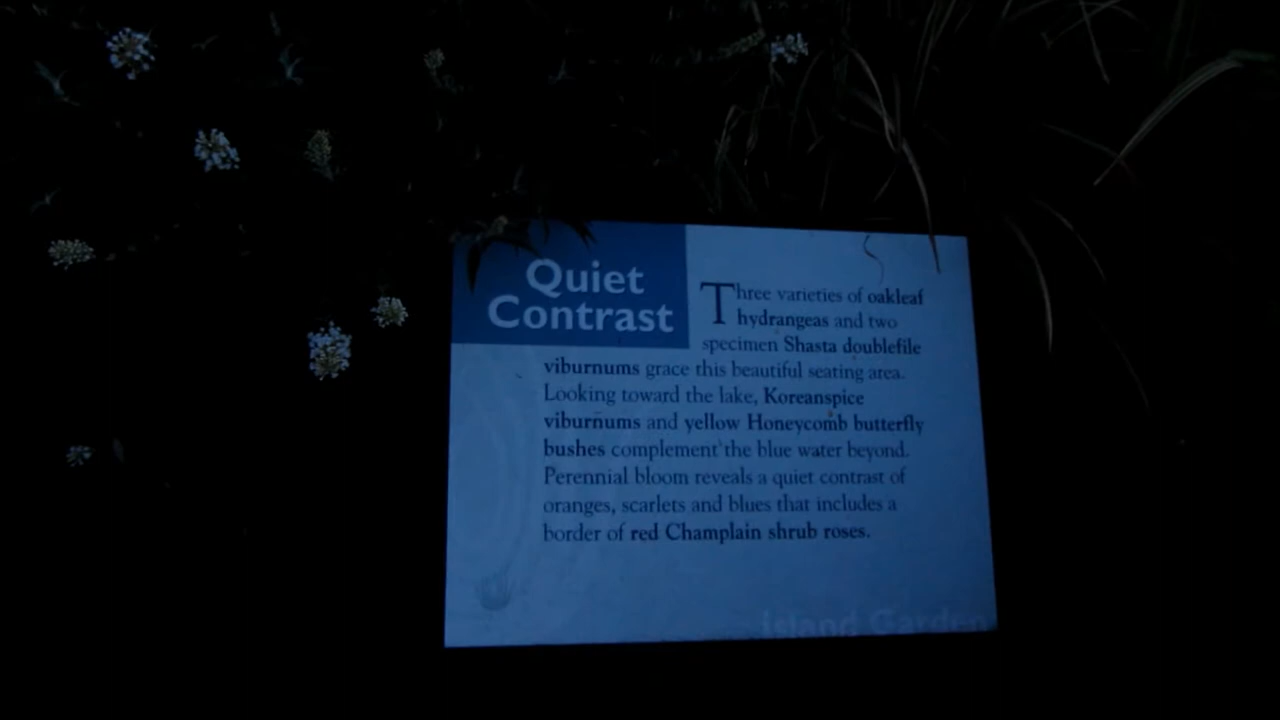 Quiet
Contrast
Three varieties of oakleaf
hydrangeas and two
specimen Shasta doublefile
viburnums grace this beautiful seating area.
Looking toward the lake, Koreanspice
viburnums and yellow Honeycomb butterfly
bushes complement the blue water beyond.
Perennial bloom reveals a quiet contrast of
oranges, scarlets and blues that includes a
border of red Champlain shrub roses.
Island Garden